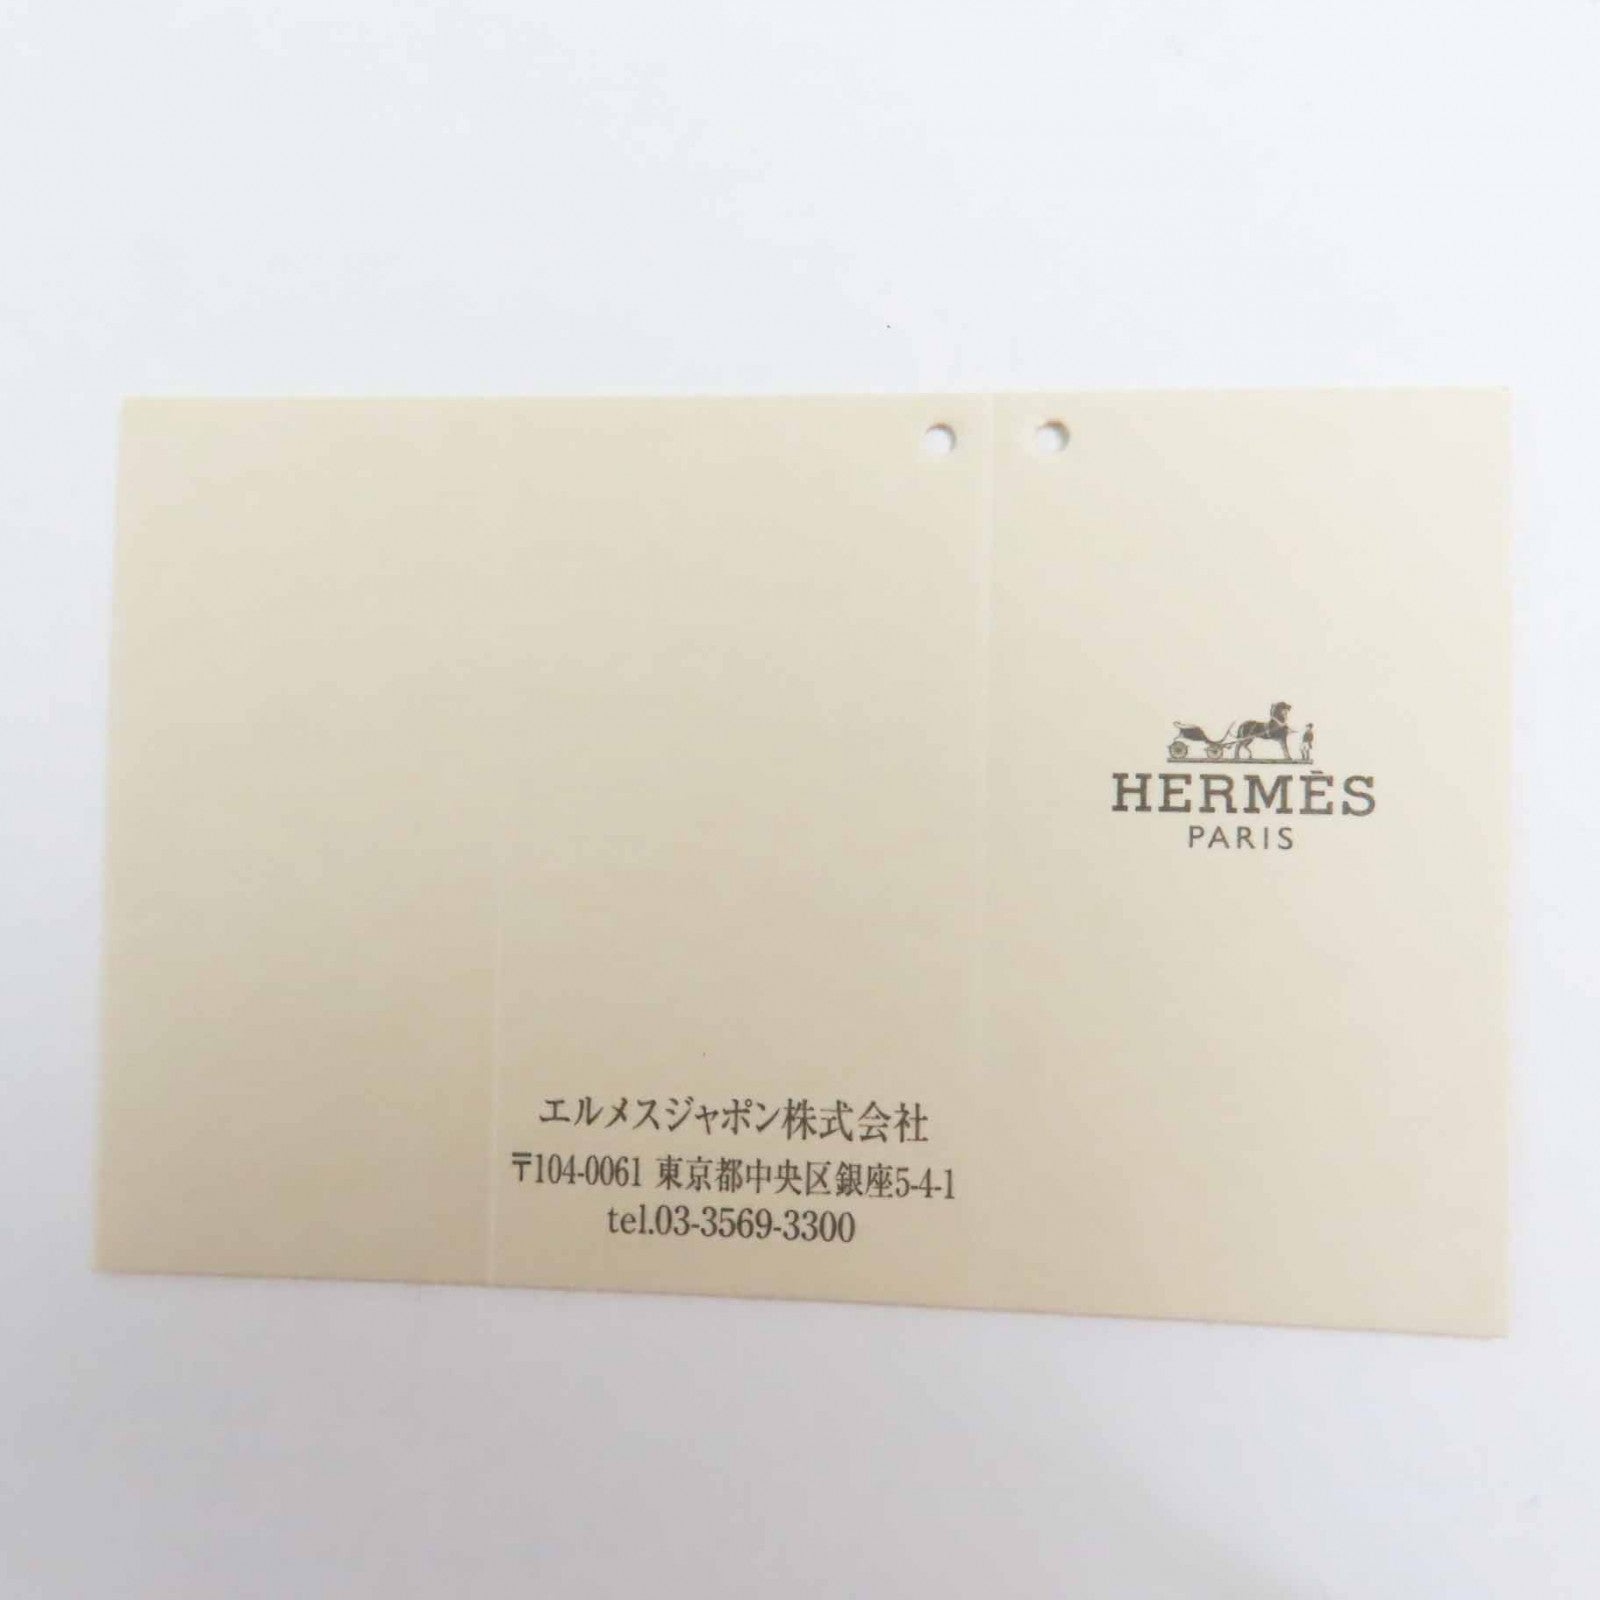 HERMÈS
PARIS
エルメスジャポン株式会社
〒104-0061 東京都中央区銀座5-4-1
tel.03-3569-3300